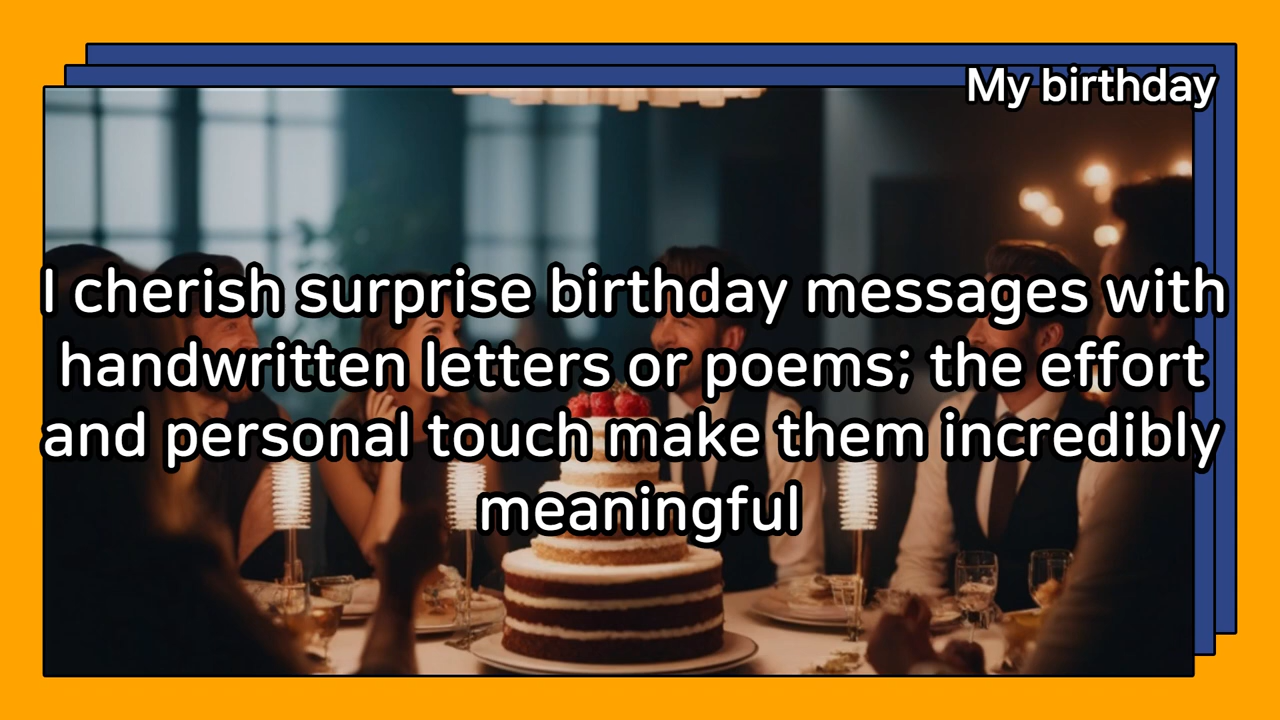 My birthday
I cherish surprise birthday messages with
handwritten letters or poems; the effort
and personal touch make them incredibly
meaningful